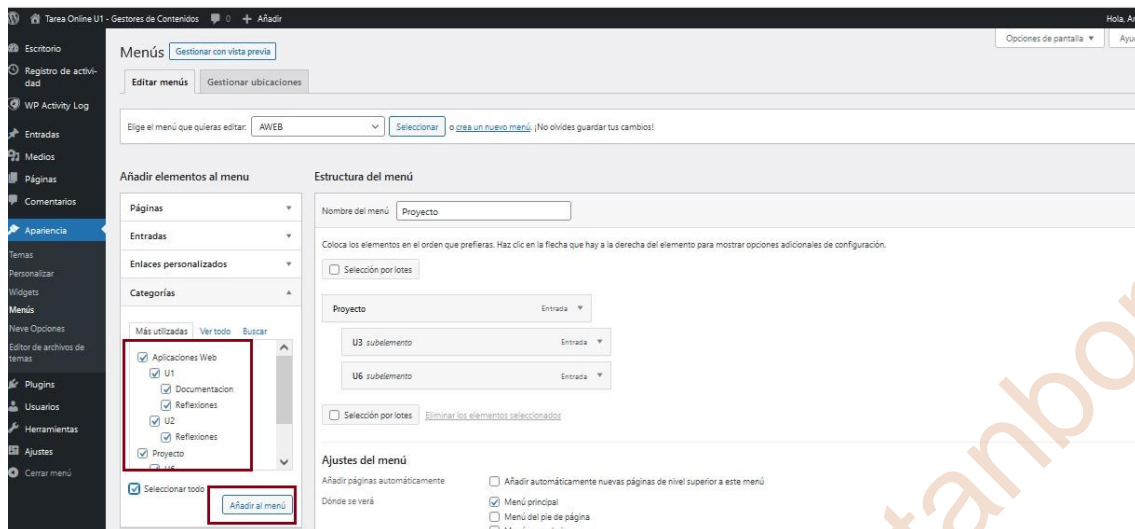 Tarea Online U1 - Gestores de Contenidos 0 + Añadir
Hola, An
Opciones de pantalla ▼
Ayu
Escritorio
Registro de activi-
dad
WP Activity Log
Entradas
Medios
Páginas
Comentarios
Apariencia
Temas
Personalizar
Widgets
Menús
Neve Opciones
Editor de archivos de
temas
Plugins
Usuarios
Herramientas
Ajustes
Cerrar menú
Menús Gestionar con vista previa
Editar menús Gestionar ubicaciones
Elige el menú que quieras editar: AWEB Seleccionar o crea un nuevo menú. ¡No olvides guardar tus cambios!
Añadir elementos al menu
Páginas
Entradas
Enlaces personalizados
Categorías
Más utilizadas Ver todo Buscar
Aplicaciones Web
U1
Documentacion
Reflexiones
U2
Reflexiones
Proyecto
Seleccionar todo
Añadir al menú
Estructura del menú
Nombre del menú Proyecto
Coloca los elementos en el orden que prefieras. Haz clic en la flecha que hay a la derecha del elemento para mostrar opciones adicionales de configuración.
Selección por lotes
Proyecto Entrada ▼
U3 subelemento Entrada ▼
U6 subelemento Entrada ▼
Selección por lotes Eliminar los elementos seleccionados
Ajustes del menú
Añadir páginas automáticamente Añadir automáticamente nuevas páginas de nivel superior a este menú
Dónde se verá Menú principal
Menú del pie de página
tanbo